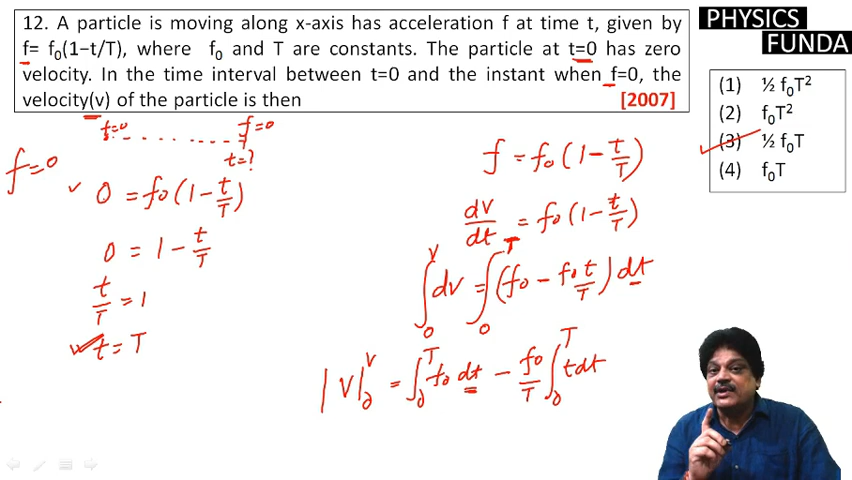 12. A particle is moving along x-axis has acceleration f at time t, given by
f= f₀(1−t/T), where f₀ and T are constants. The particle at t=0 has zero
velocity. In the time interval between t=0 and the instant when f=0, the
velocity(v) of the particle is then [2007]
PHYSICS
FUNDA
(1) ½ f₀T²
(2) f₀T²
(3) ½ f₀T
(4) f₀T
f=0
t=?
f=0
0 = f₀(1 − t/T)
0 = 1 − t/T
t/T = 1
t = T
f = f₀(1 − t/T)
dv/dt = f₀(1 − t/T)
∫₀ⱽ dv = ∫₀ᵀ (f₀ − f₀t/T) dt
|V|₀ⱽ = ∫₀ᵀ f₀ dt − f₀/T ∫₀ᵀ t dt